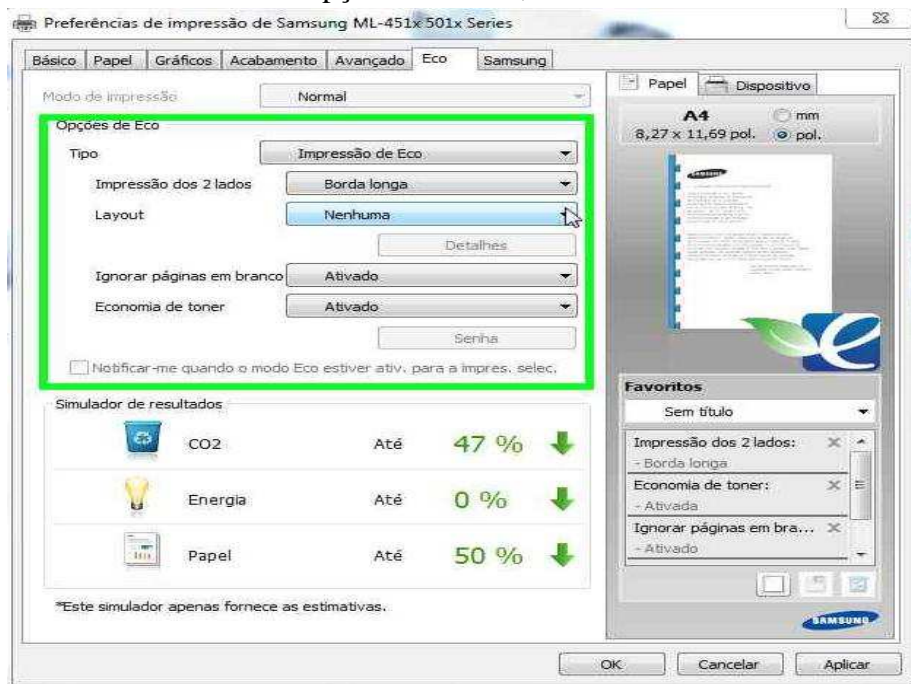 Preferências de impressão de Samsung ML-451x 501x Series
Básico Papel Gráficos Acabamento Avançado Eco Samsung
Modo de impressão Normal
Opções de Eco
Tipo Impressão de Eco
Impressão dos 2 lados Borda longa
Layout Nenhuma
Detalhes
Ignorar páginas em branco Ativado
Economia de toner Ativado
Senha
Notificar-me quando o modo Eco estiver ativ. para a impres. selec.
Simulador de resultados
CO2 Até 47 %
Energia Até 0 %
Papel Até 50 %
*Este simulador apenas fornece as estimativas.
Papel Dispositivo
A4 mm
8,27 x 11,69 pol. pol.
Favoritos
Sem título
Impressão dos 2 lados:
- Borda longa
Economia de toner:
- Ativada
Ignorar páginas em bra...
- Ativado
SAMSUNG
OK Cancelar Aplicar